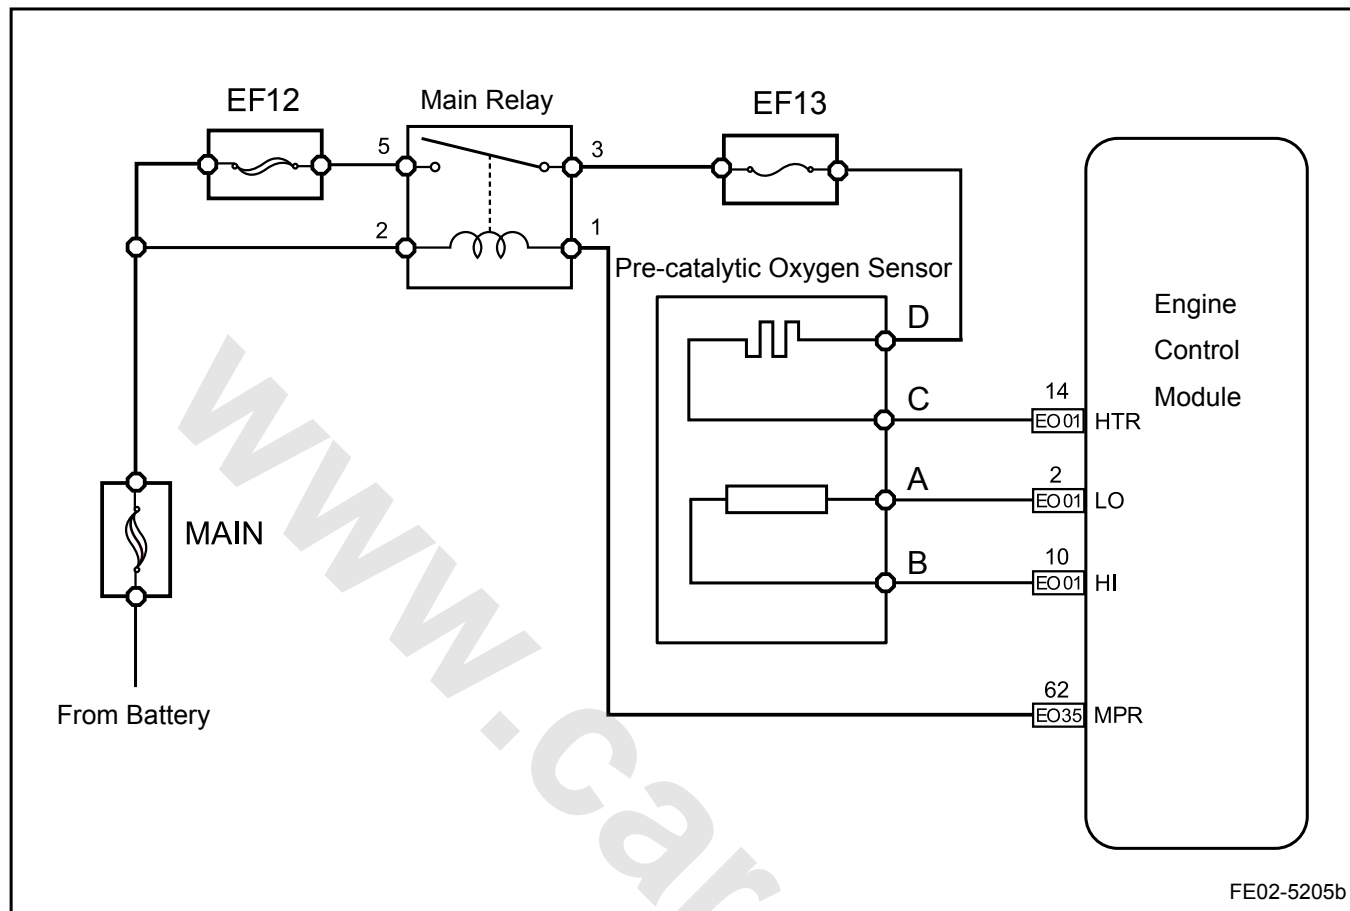 EF12
Main Relay
EF13
5
3
2
1
Pre-catalytic Oxygen Sensor
D
C
A
B
Engine
Control
Module
14
EO01 HTR
2
EO01 LO
10
EO01 HI
62
EO35 MPR
MAIN
From Battery
www.car
FE02-5205b